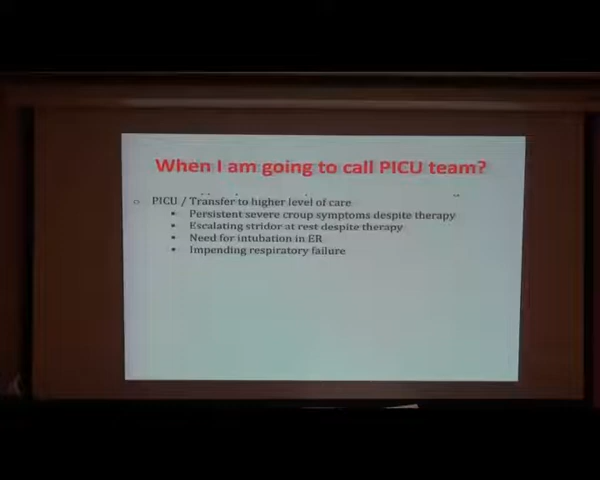 When I am going to call PICU team?
PICU / Transfer to higher level of care
Persistent severe croup symptoms despite therapy
Escalating stridor at rest despite therapy
Need for intubation in ER
Impending respiratory failure